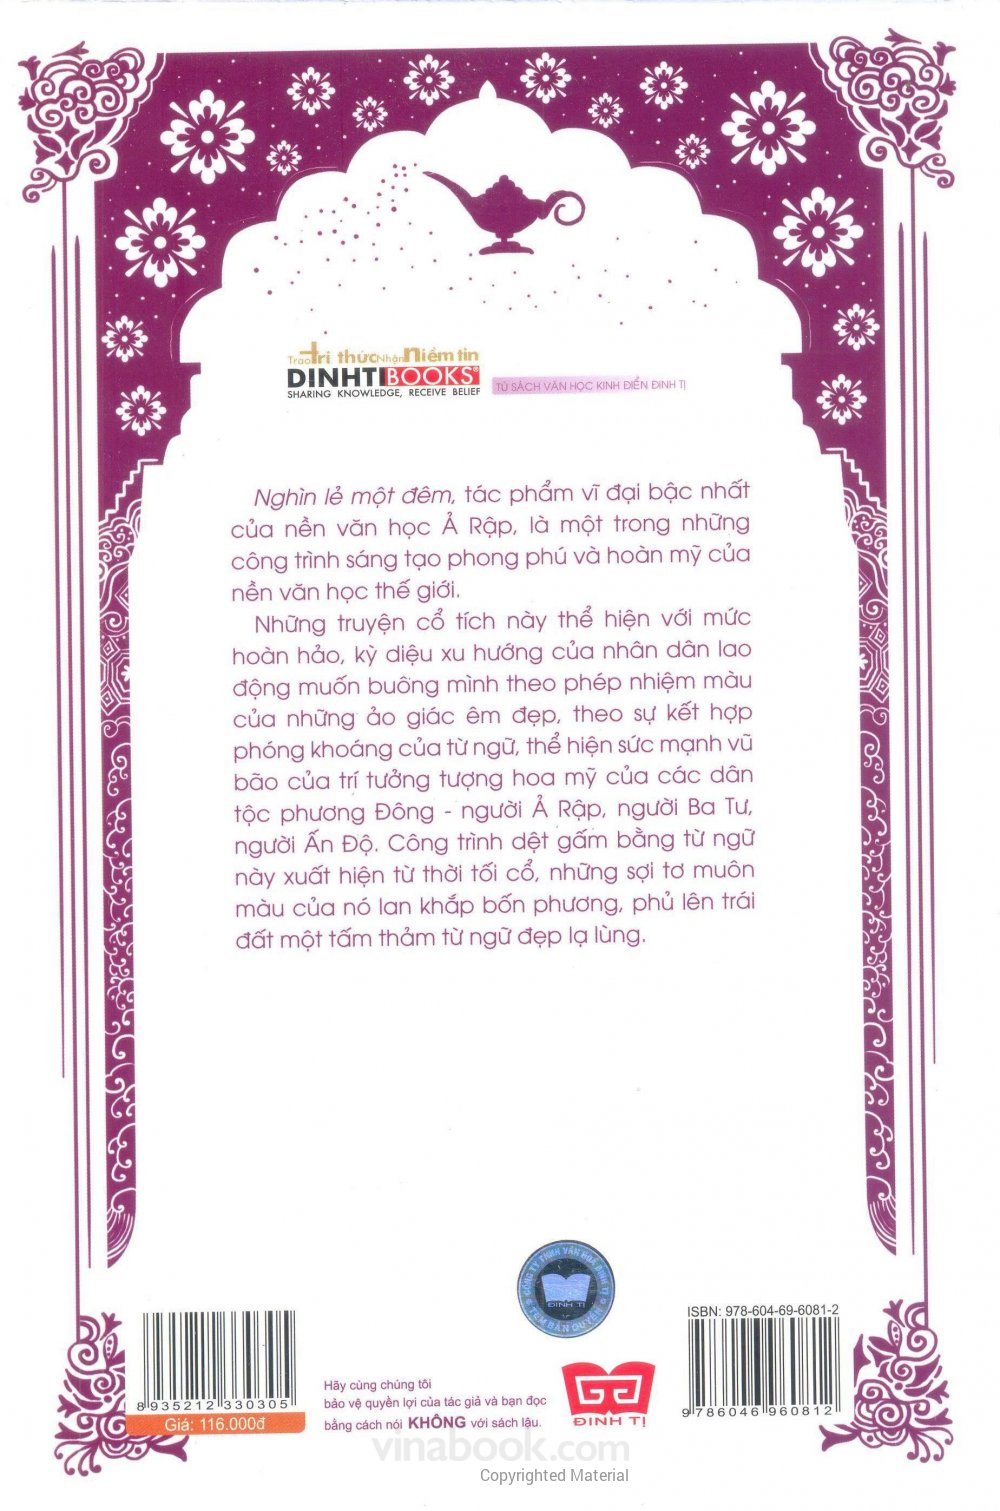 Trao tri thức Nhận niềm tin
DINHTIBOOKS®
SHARING KNOWLEDGE, RECEIVE BELIEF
TỦ SÁCH VĂN HỌC KINH ĐIỂN ĐINH TỊ
Nghìn lẻ một đêm, tác phẩm vĩ đại bậc nhất
của nền văn học Ả Rập, là một trong những
công trình sáng tạo phong phú và hoàn mỹ của
nền văn học thế giới.
Những truyện cổ tích này thể hiện với mức
hoàn hảo, kỳ diệu xu hướng của nhân dân lao
động muốn buông mình theo phép nhiệm màu
của những ảo giác êm đẹp, theo sự kết hợp
phóng khoáng của từ ngữ, thể hiện sức mạnh vũ
bão của trí tưởng tượng hoa mỹ của các dân
tộc phương Đông - người Ả Rập, người Ba Tư,
người Ấn Độ. Công trình dệt gấm bằng từ ngữ
này xuất hiện từ thời tối cổ, những sợi tơ muôn
màu của nó lan khắp bốn phương, phủ lên trái
đất một tấm thảm từ ngữ đẹp lạ lùng.
CÔNG TY TNHH VĂN HOÁ ĐINH TỊ
ĐINH TỊ
TEM BẢN QUYỀN
8935212330305
Giá: 116.000đ
Hãy cùng chúng tôi
bảo vệ quyền lợi của tác giả và bạn đọc
bằng cách nói KHÔNG với sách lậu.
ĐINH TỊ
ISBN: 978-604-69-6081-2
9786046960812
vinabook.com
Copyrighted Material